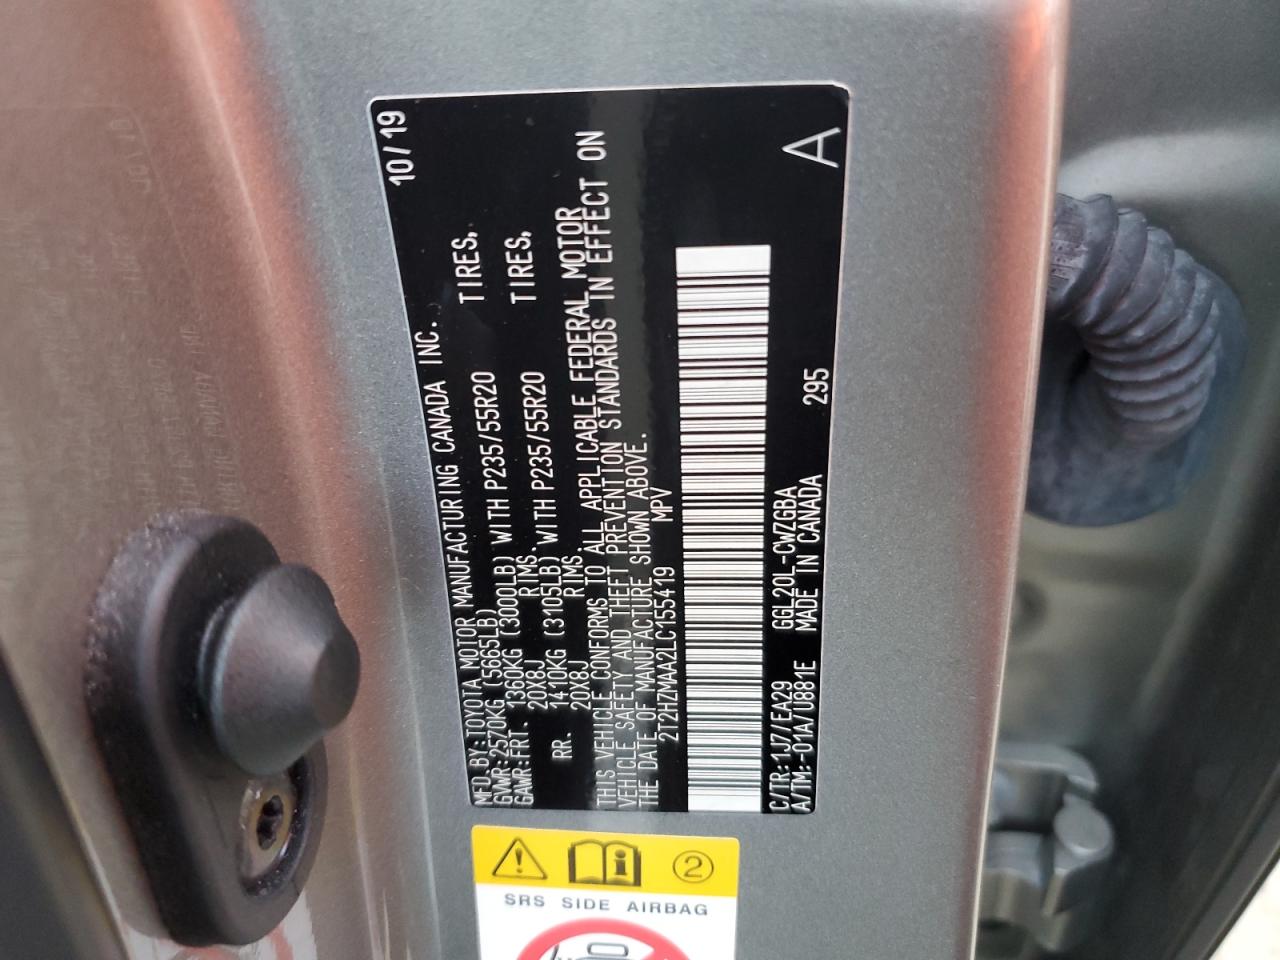 MFD. BY: TOYOTA MOTOR MANUFACTURING CANADA INC. 10/19
GVWR: 2570KG (5665LB)
GAWR: FRT. 1360KG (3000LB) WITH P235/55R20 TIRES,
20X8J RIMS.
RR. 1410KG (3105LB) WITH P235/55R20 TIRES,
20X8J RIMS.
THIS VEHICLE CONFORMS TO ALL APPLICABLE FEDERAL MOTOR
VEHICLE SAFETY AND THEFT PREVENTION STANDARDS IN EFFECT ON
THE DATE OF MANUFACTURE SHOWN ABOVE.
2T2HZMAA2LC155419 MPV
C/TR: 1J7/EA29 GGL20L-CWZGBA 295 A
A/TM: -01A/U881E MADE IN CANADA
2
SRS SIDE AIRBAG